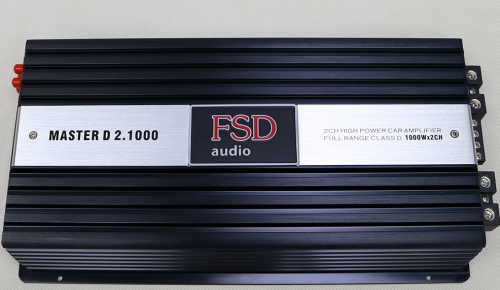 MASTER D 2.1000
FSD
audio
2CH HIGH POWER CAR AMPLIFIER
FULL RANGE CLASS D 1000Wx2CH